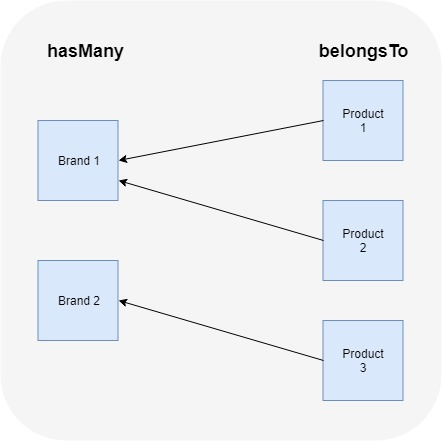 hasMany
belongsTo
Brand 1
Brand 2
Product
1
Product
2
Product
3